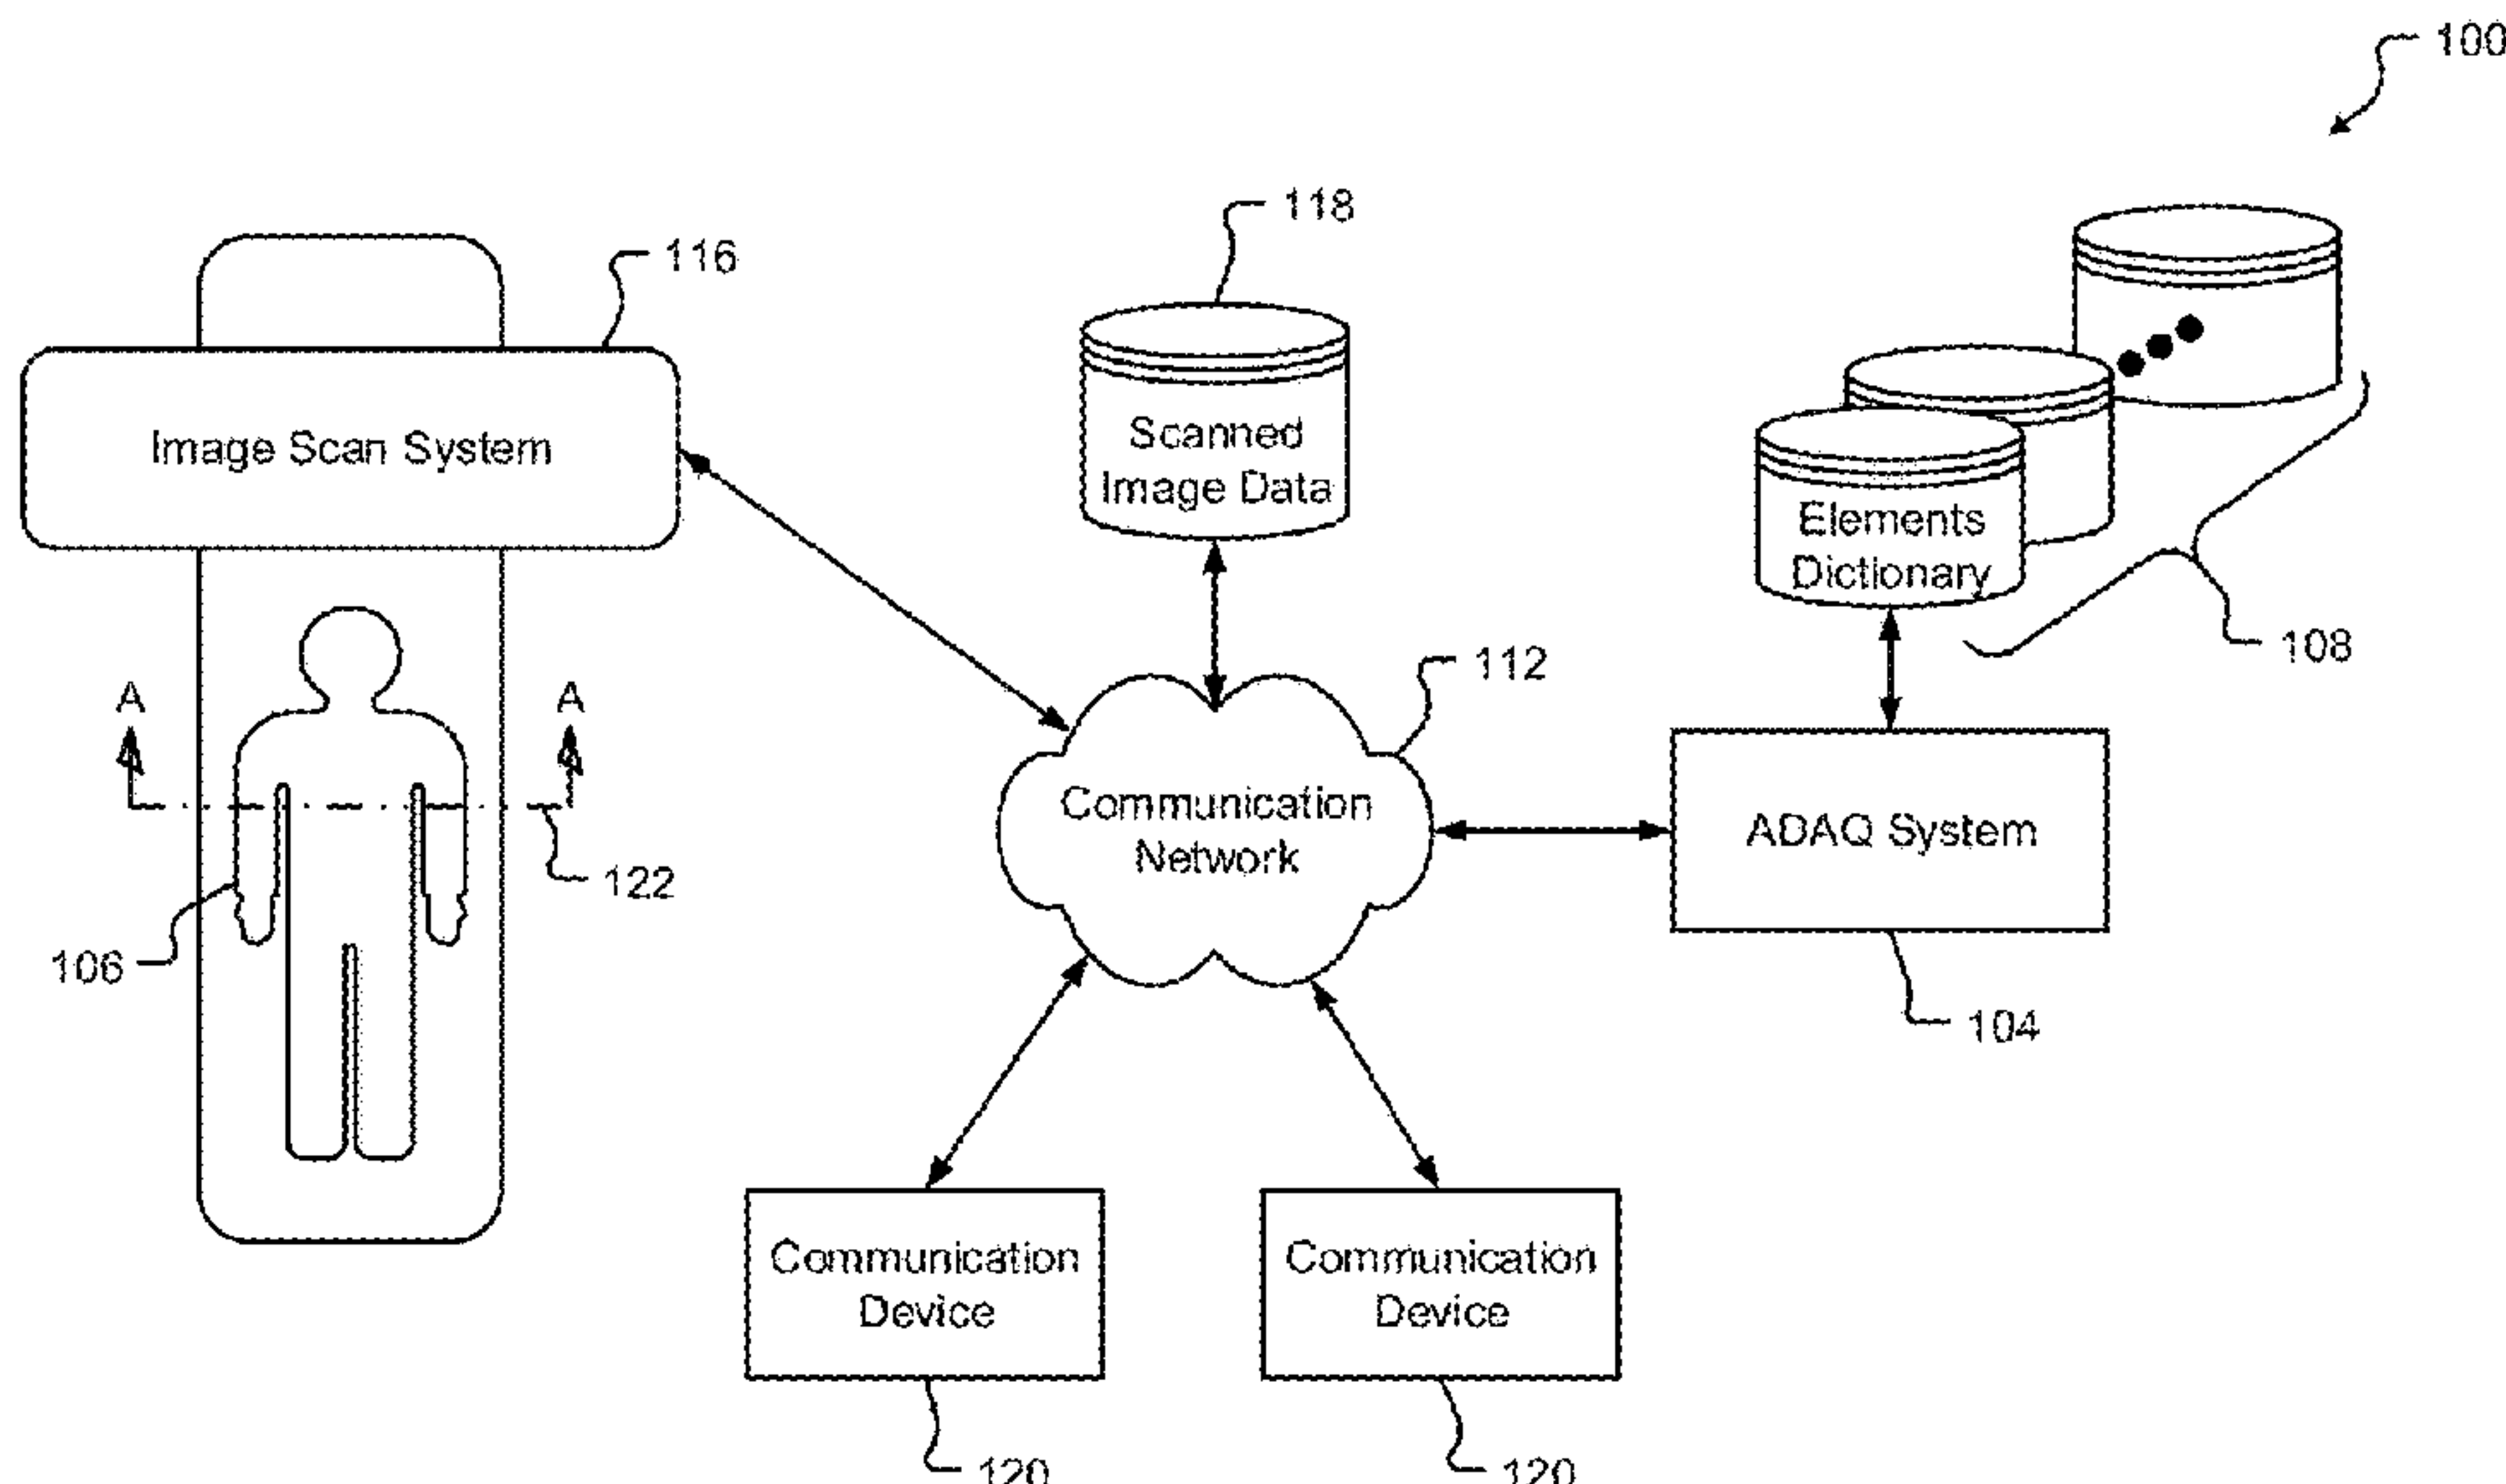 100
118
116
Image Scan System
Scanned
Image Data
Elements
Dictionary
108
112
A
A
Communication
Network
ADAQ System
122
106
104
Communication
Device
Communication
Device
120
120